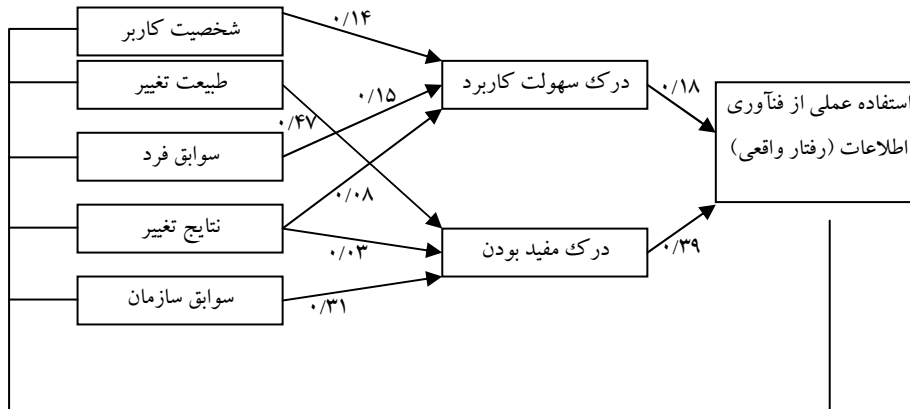 شخصیت کاربر
۰/۱۴
طبیعت تغییر
درک سهولت کاربرد
۰/۱۸
۰/۱۵
استفاده عملی از فنآوری
اطلاعات (رفتار واقعی)
۰/۴۷
سوابق فرد
۰/۰۸
نتایج تغییر
درک مفید بودن
۰/۰۳
۰/۳۹
سوابق سازمان
۰/۳۱